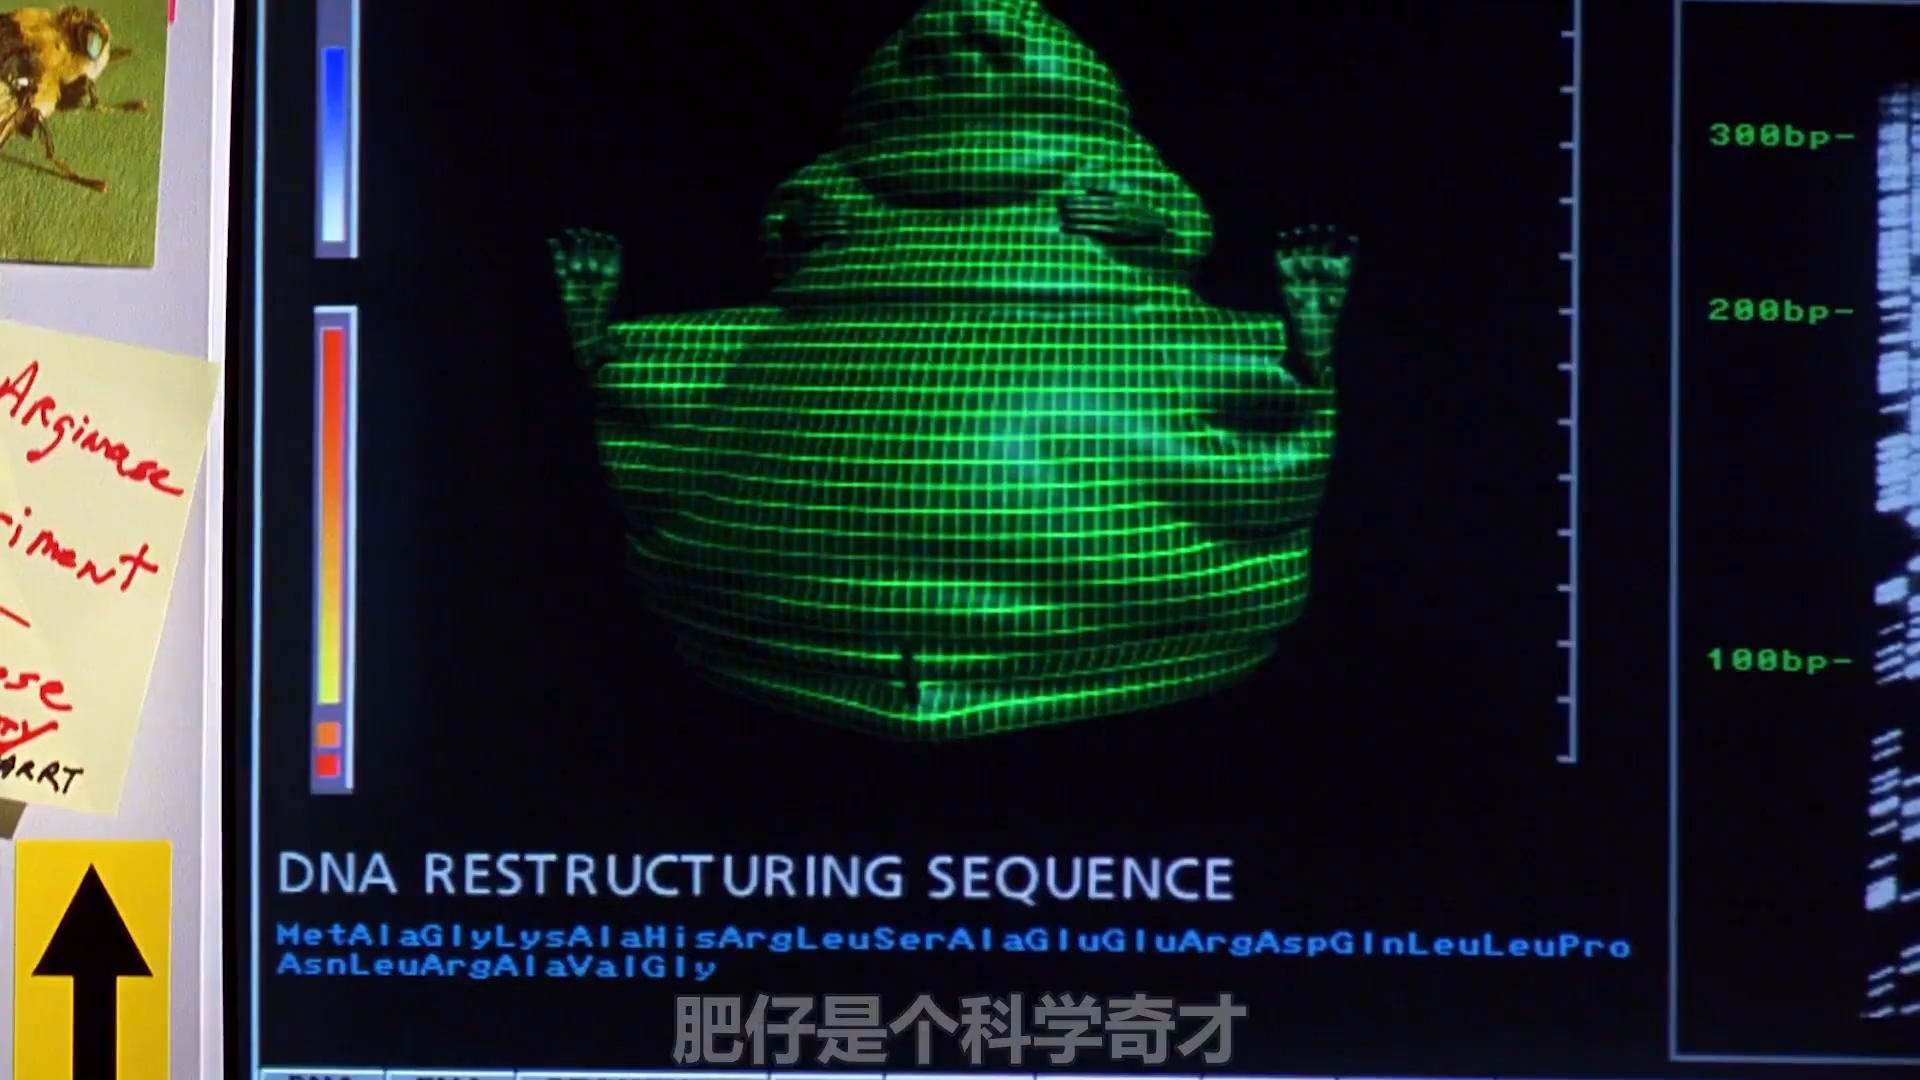 Arginase
riment
ose
ARRT
300bp-
200bp-
100bp-
DNA RESTRUCTURING SEQUENCE
MetAlaGlyLysAlaHisArgLeuSerAlaGluGluArgAspGlnLeuLeuPro
AsnLeuArgAlaValGly
肥仔是个科学奇才